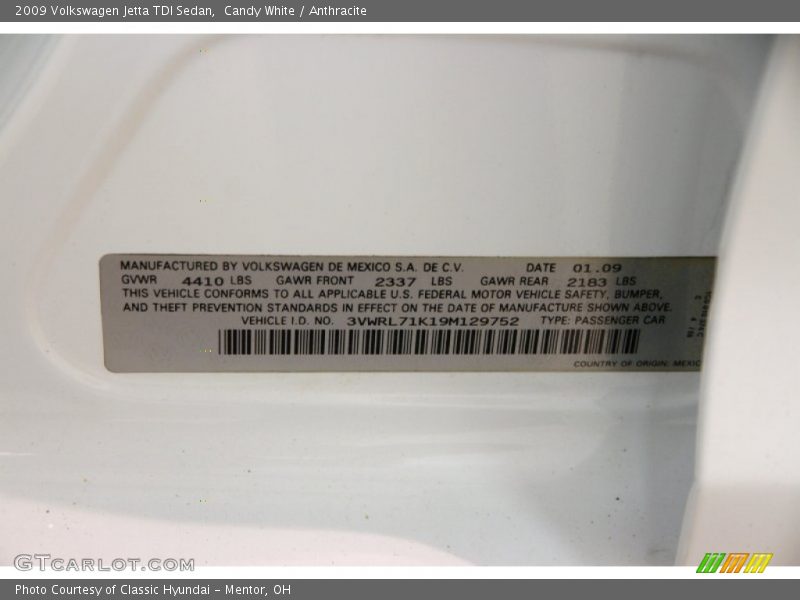 2009 Volkswagen Jetta TDI Sedan,  Candy White / Anthracite
MANUFACTURED BY VOLKSWAGEN DE MEXICO S.A. DE C.V. DATE 01.09
GVWR 4410 LBS GAWR FRONT 2337 LBS GAWR REAR 2183 LBS
THIS VEHICLE CONFORMS TO ALL APPLICABLE U.S. FEDERAL MOTOR VEHICLE SAFETY, BUMPER,
AND THEFT PREVENTION STANDARDS IN EFFECT ON THE DATE OF MANUFACTURE SHOWN ABOVE.
VEHICLE I.D. NO. 3VWRL71K19M129752 TYPE: PASSENGER CAR
COUNTRY OF ORIGIN: MEXIC
GTCARLOT.COM
Photo Courtesy of Classic Hyundai - Mentor, OH